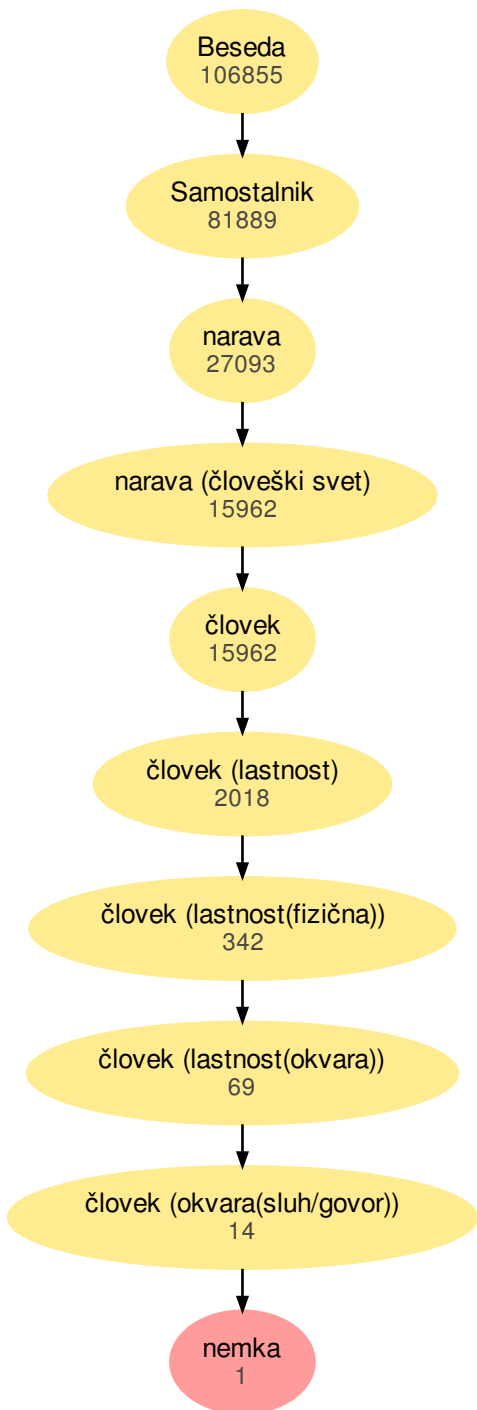 Beseda
106855
Samostalnik
81889
narava
27093
narava (človeški svet)
15962
človek
15962
človek (lastnost)
2018
človek (lastnost(fizična))
342
človek (lastnost(okvara))
69
človek (okvara(sluh/govor))
14
nemka
1